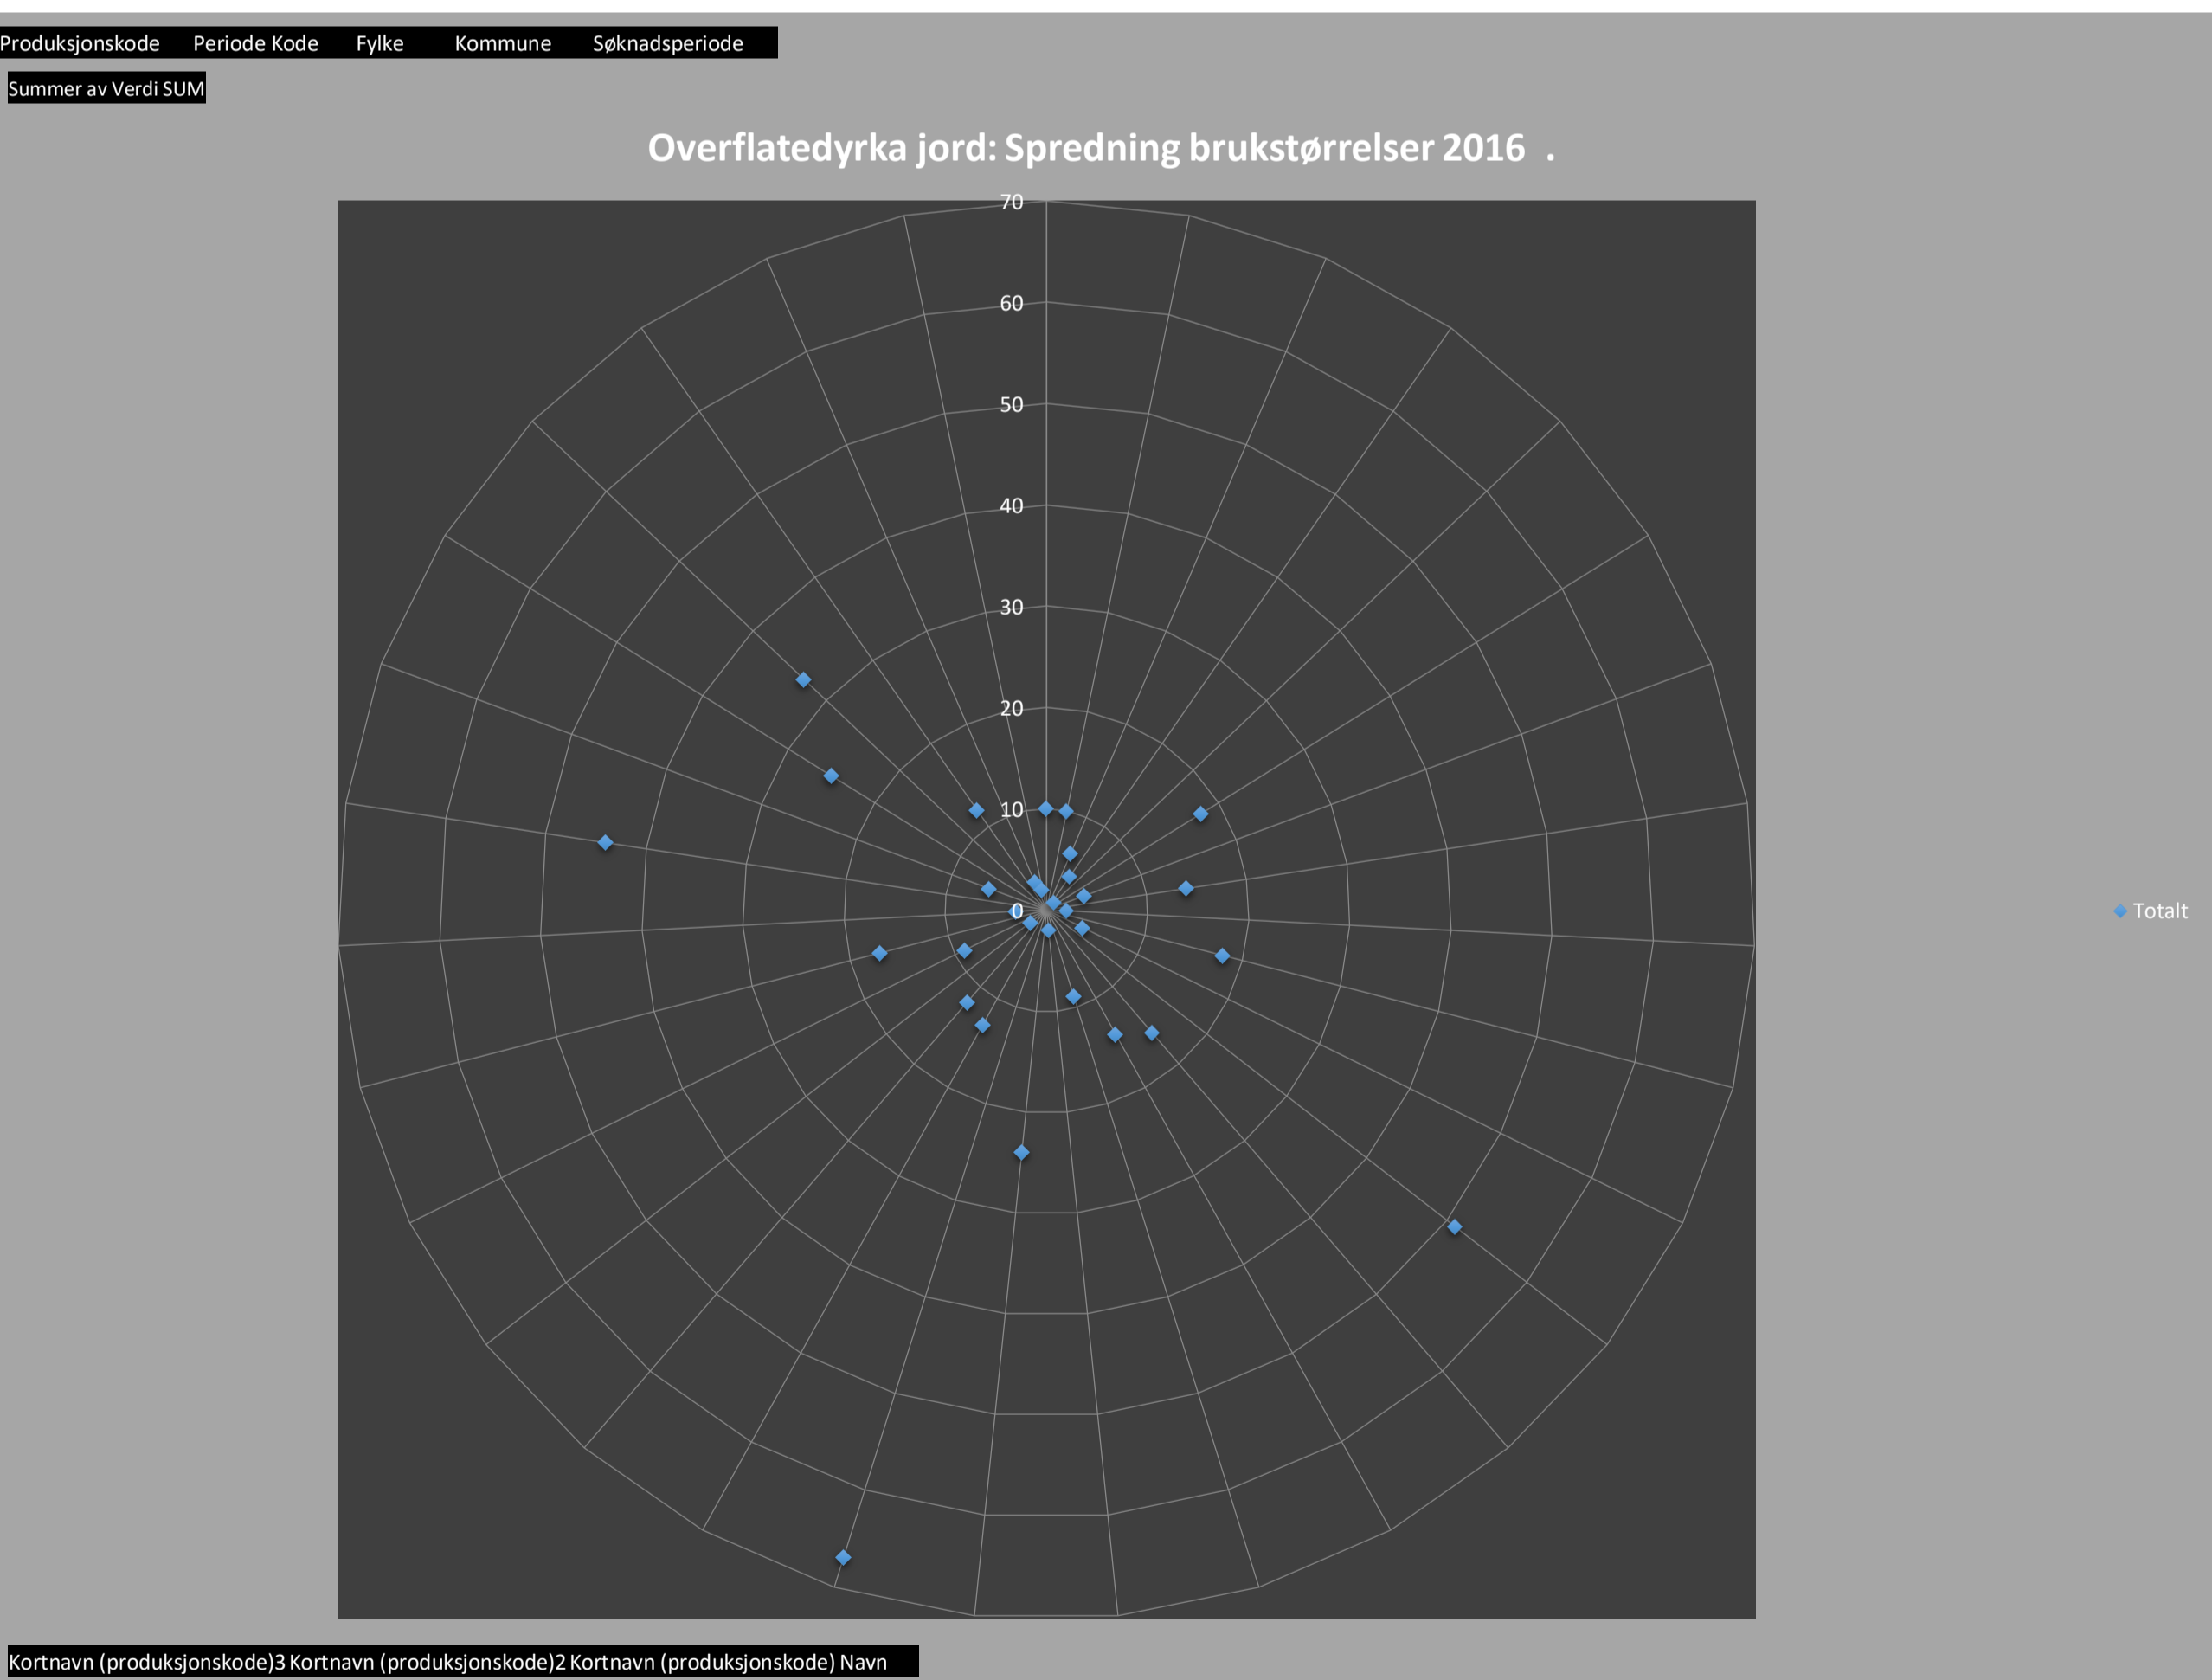 Produksjonskode Periode Kode Fylke Kommune Søknadsperiode
Summer av Verdi SUM
Overflatedyrka jord: Spredning brukstørrelser 2016 .
70
60
50
40
30
20
10
0
Totalt
Kortnavn (produksjonskode)3 Kortnavn (produksjonskode)2 Kortnavn (produksjonskode) Navn